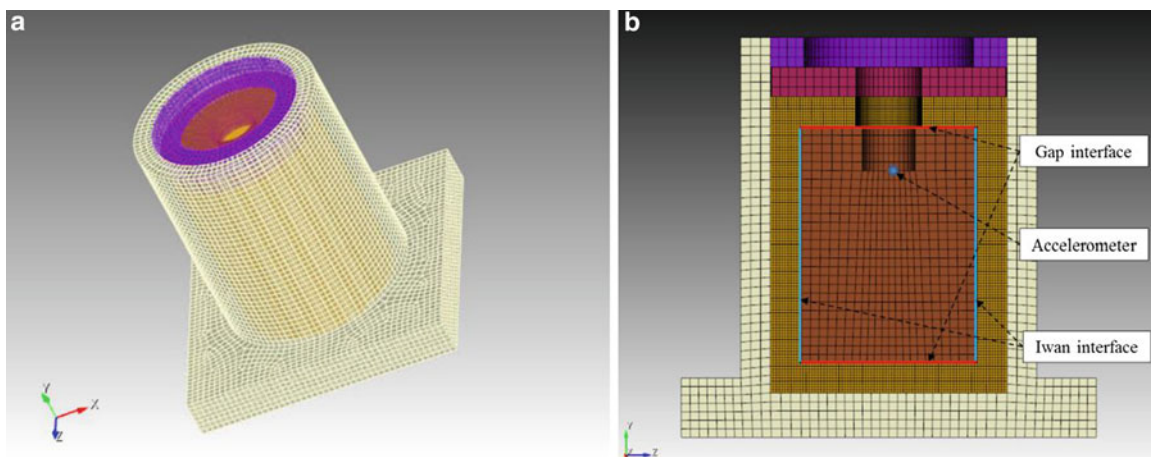 a
Y
X
Z
b
Gap interface
Accelerometer
Iwan interface
Y
Z